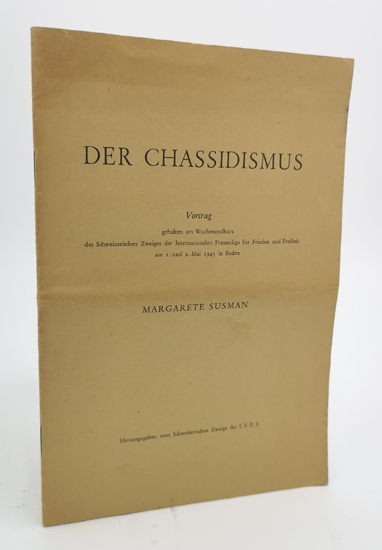 DER CHASSIDISMUS
Vortrag
gehalten am Wochenendkurs
des Schweizerischen Zweiges der Internationalen Frauenliga für Frieden und Freiheit
am 1. und 2. Mai 1943 in Baden
MARGARETE SUSMAN
Herausgegeben vom Schweizerischen Zweige der I. F. F. F.